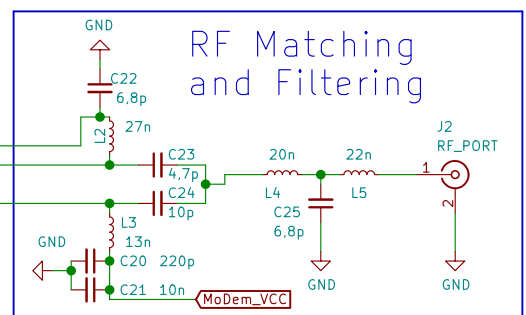 GND
RF Matching
and Filtering
C22
6,8p
L2
27n
J2
RF_PORT
C23
4,7p
20n
22n
1
C24
10p
L4
L5
2
C25
6,8p
L3
13n
GND
C20 220p
C21 10n
GND
GND
MoDem_VCC